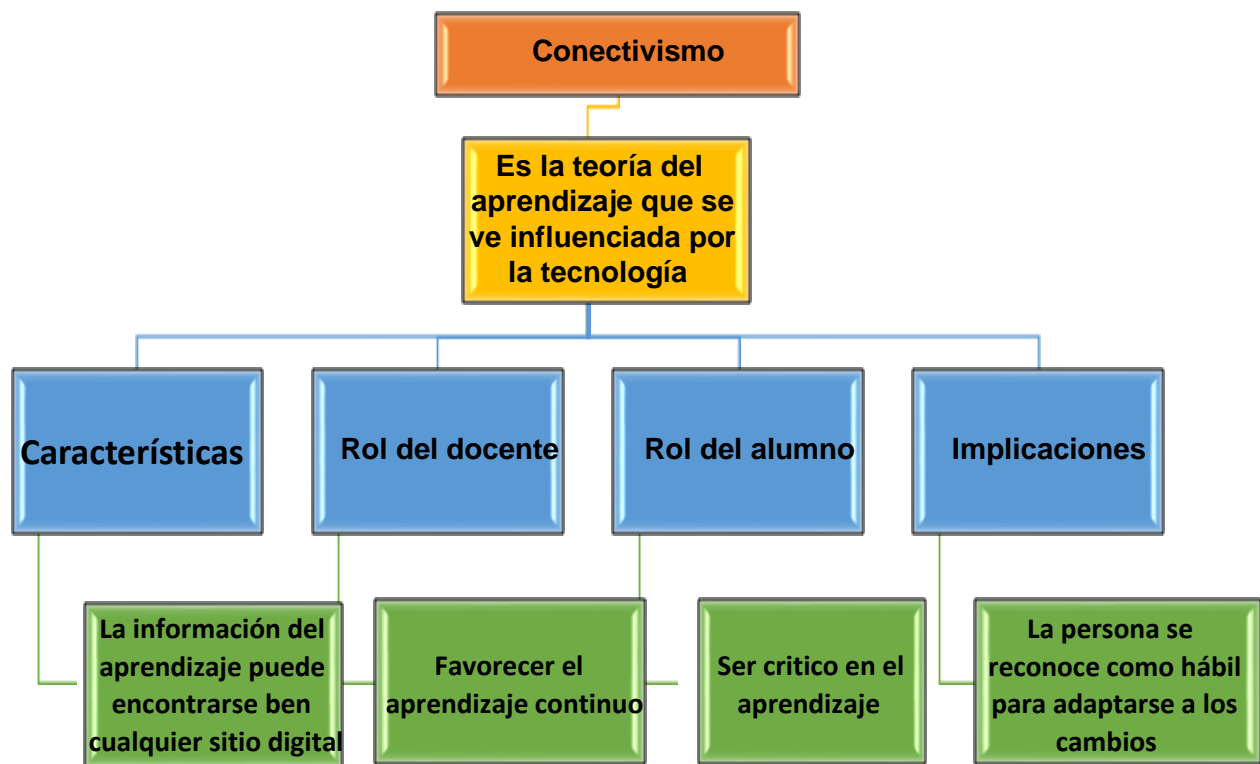 Conectivismo
Es la teoría del
aprendizaje que se
ve influenciada por
la tecnología
Característícas
Rol del docente
Rol del alumno
Implicaciones
La información del
aprendizaje puede
encontrarse ben
cualquier sitio digital
Favorecer el
aprendizaje continuo
Ser critico en el
aprendizaje
La persona se
reconoce como hábil
para adaptarse a los
cambios